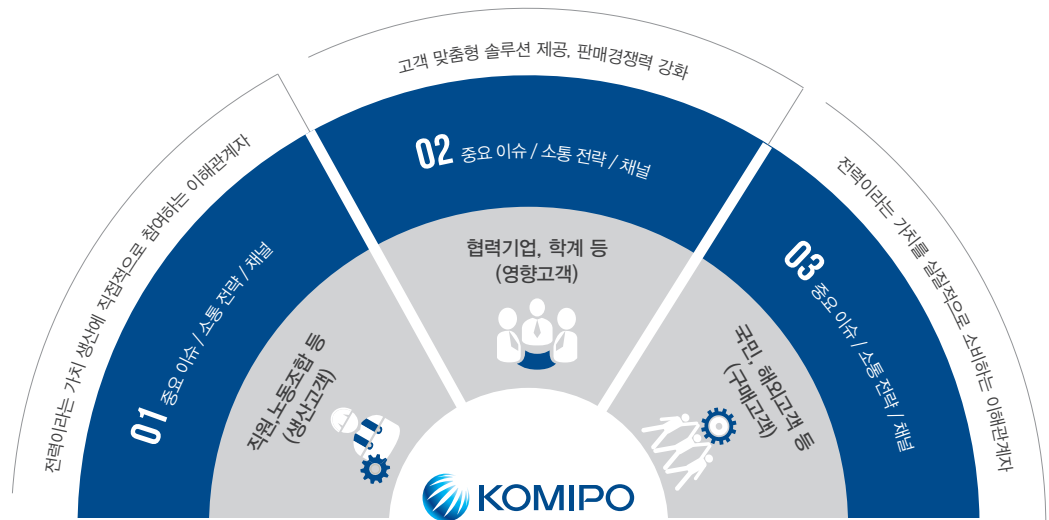 전력이라는 가치 생산에 직접적으로 참여하는 이해관계자
01 중요 이슈 / 소통 전략 / 채널
직원,노동조합 등
(생산고객)
고객 맞춤형 솔루션 제공, 판매경쟁력 강화
02 중요 이슈 / 소통 전략 / 채널
협력기업, 학계 등
(영향고객)
전력이라는 가치를 실질적으로 소비하는 이해관계자
03 중요 이슈 / 소통 전략 / 채널
국민, 해외고객 등
(구매고객)
KOMIPO